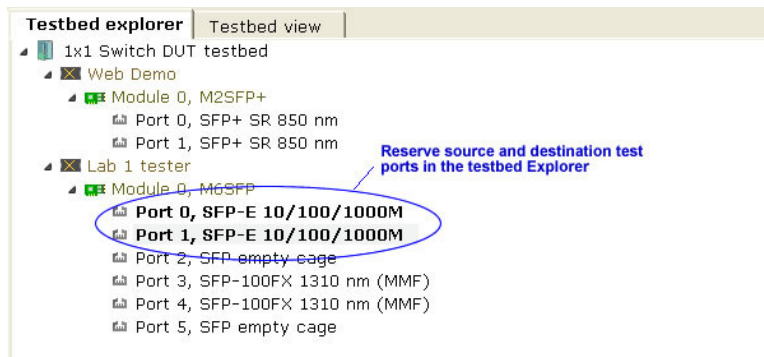 Testbed explorer Testbed view
1x1 Switch DUT testbed
Web Demo
Module 0, M2SFP+
Port 0, SFP+ SR 850 nm
Port 1, SFP+ SR 850 nm
Reserve source and destination test
ports in the testbed Explorer
Lab 1 tester
Module 0, M6SFP
Port 0, SFP-E 10/100/1000M
Port 1, SFP-E 10/100/1000M
Port 2, SFP empty cage
Port 3, SFP-100FX 1310 nm (MMF)
Port 4, SFP-100FX 1310 nm (MMF)
Port 5, SFP empty cage